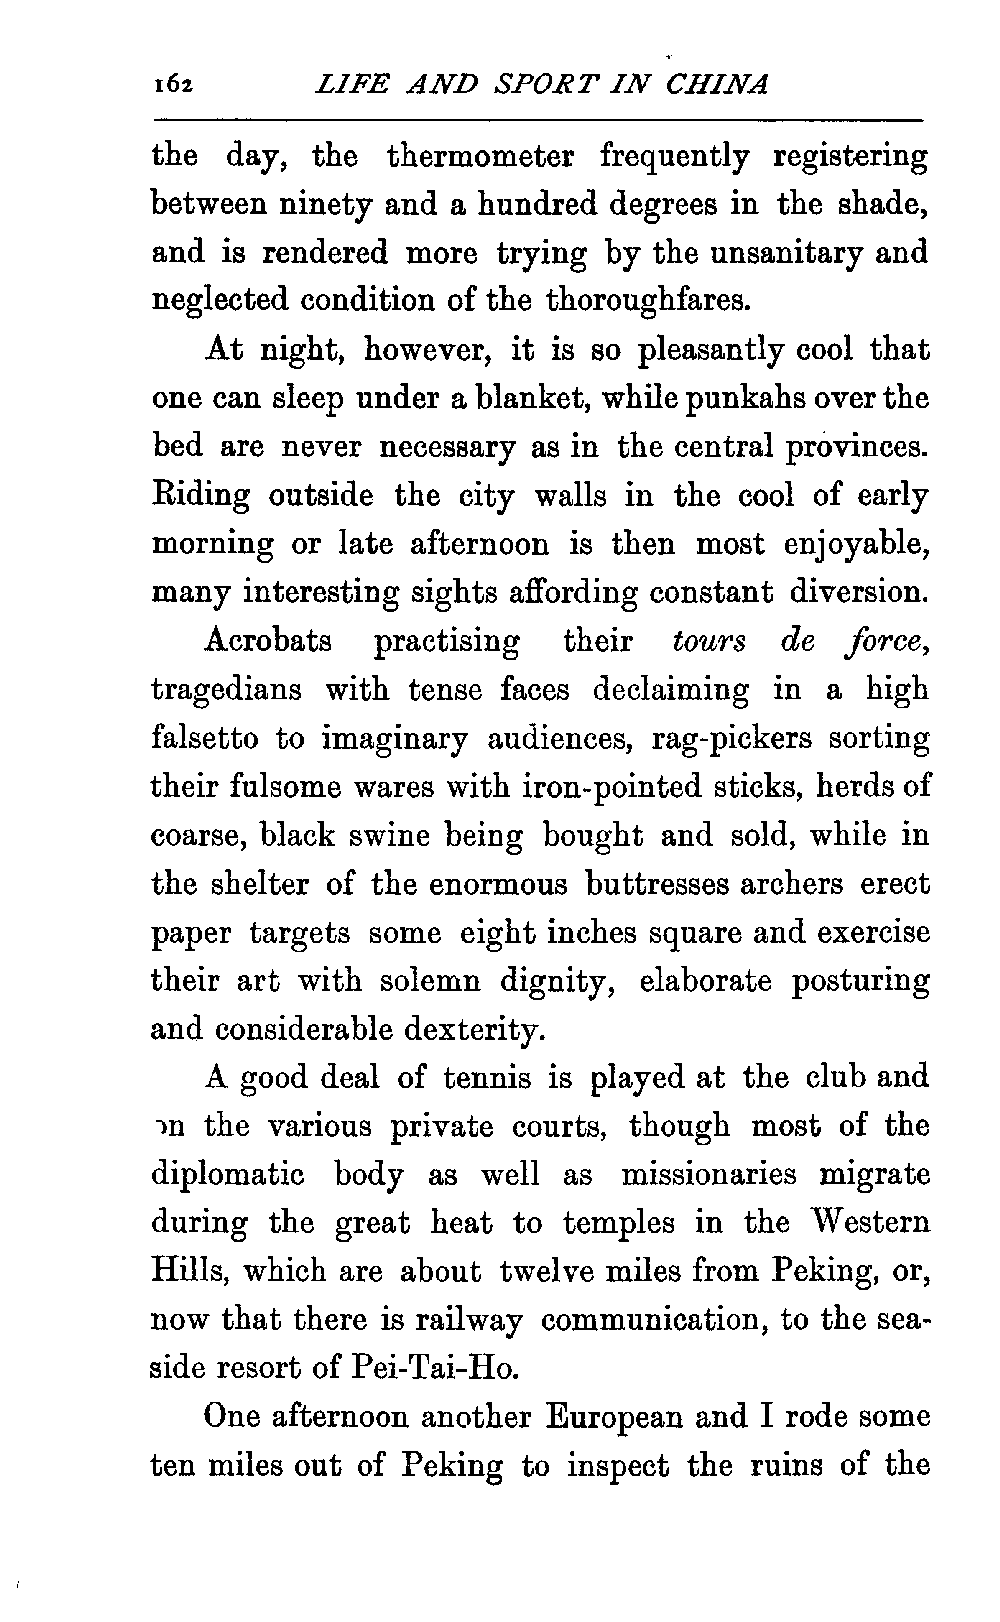 162 LIFE AND SPORT IN CHINA
the day, the thermometer frequently registering
between ninety and a hundred degrees in the shade,
and is rendered more trying by the unsanitary and
neglected condition of the thoroughfares.
At night, however, it is so pleasantly cool that
one can sleep under a blanket, while punkahs over the
bed are never necessary as in the central provinces.
Riding outside the city walls in the cool of early
morning or late afternoon is then most enjoyable,
many interesting sights affording constant diversion.
Acrobats practising their tours de force,
tragedians with tense faces declaiming in a high
falsetto to imaginary audiences, rag-pickers sorting
their fulsome wares with iron-pointed sticks, herds of
coarse, black swine being bought and sold, while in
the shelter of the enormous buttresses archers erect
paper targets some eight inches square and exercise
their art with solemn dignity, elaborate posturing
and considerable dexterity.
A good deal of tennis is played at the club and
on the various private courts, though most of the
diplomatic body as well as missionaries migrate
during the great heat to temples in the Western
Hills, which are about twelve miles from Peking, or,
now that there is railway communication, to the sea-
side resort of Pei-Tai-Ho.
One afternoon another European and I rode some
ten miles out of Peking to inspect the ruins of the